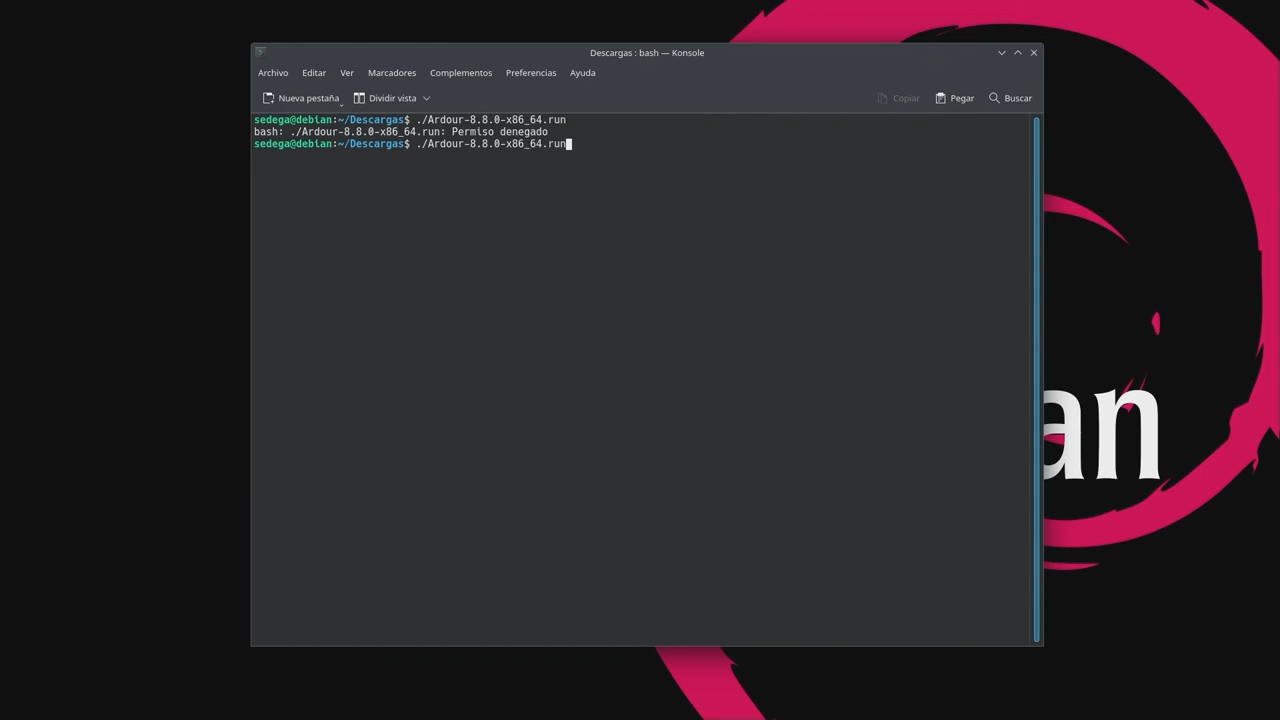 Descargas : bash — Konsole
Archivo Editar Ver Marcadores Complementos Preferencias Ayuda
Nueva pestaña Dividir vista Copiar Pegar Buscar
sedega@debian:~/Descargas$ ./Ardour-8.8.0-x86_64.run
bash: ./Ardour-8.8.0-x86_64.run: Permiso denegado
sedega@debian:~/Descargas$ ./Ardour-8.8.0-x86_64.run
an